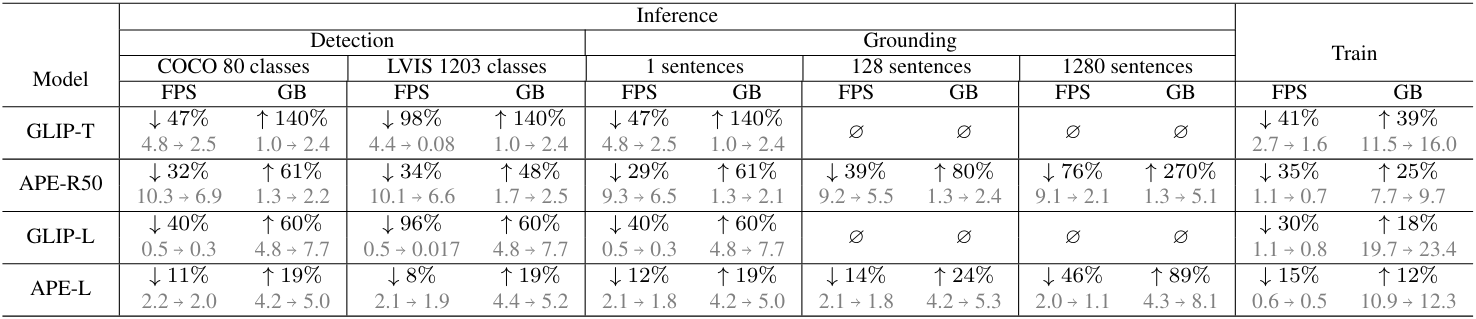 Inference
Detection Grounding Train
Model COCO 80 classes LVIS 1203 classes 1 sentences 128 sentences 1280 sentences
FPS GB FPS GB FPS GB FPS GB FPS GB FPS GB
GLIP-T ↓ 47% ↑ 140% ↓ 98% ↑ 140% ↓ 47% ↑ 140% ∅ ∅ ∅ ∅ ↓ 41% ↑ 39%
4.8 → 2.5 1.0 → 2.4 4.4 → 0.08 1.0 → 2.4 4.8 → 2.5 1.0 → 2.4 2.7 → 1.6 11.5 → 16.0
APE-R50 ↓ 32% ↑ 61% ↓ 34% ↑ 48% ↓ 29% ↑ 61% ↓ 39% ↑ 80% ↓ 76% ↑ 270% ↓ 35% ↑ 25%
10.3 → 6.9 1.3 → 2.2 10.1 → 6.6 1.7 → 2.5 9.3 → 6.5 1.3 → 2.1 9.2 → 5.5 1.3 → 2.4 9.1 → 2.1 1.3 → 5.1 1.1 → 0.7 7.7 → 9.7
GLIP-L ↓ 40% ↑ 60% ↓ 96% ↑ 60% ↓ 40% ↑ 60% ∅ ∅ ∅ ∅ ↓ 30% ↑ 18%
0.5 → 0.3 4.8 → 7.7 0.5 → 0.017 4.8 → 7.7 0.5 → 0.3 4.8 → 7.7 1.1 → 0.8 19.7 → 23.4
APE-L ↓ 11% ↑ 19% ↓ 8% ↑ 19% ↓ 12% ↑ 19% ↓ 14% ↑ 24% ↓ 46% ↑ 89% ↓ 15% ↑ 12%
2.2 → 2.0 4.2 → 5.0 2.1 → 1.9 4.4 → 5.2 2.1 → 1.8 4.2 → 5.0 2.1 → 1.8 4.2 → 5.3 2.0 → 1.1 4.3 → 8.1 0.6 → 0.5 10.9 → 12.3